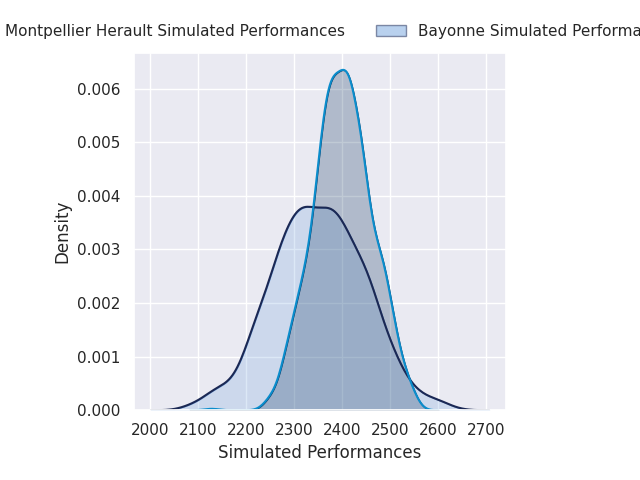 Montpellier Herault Simulated Performances Bayonne Simulated Performa
0.006
0.005
0.004
0.003
0.002
0.001
0.000
Density
2000 2100 2200 2300 2400 2500 2600 2700
Simulated Performances